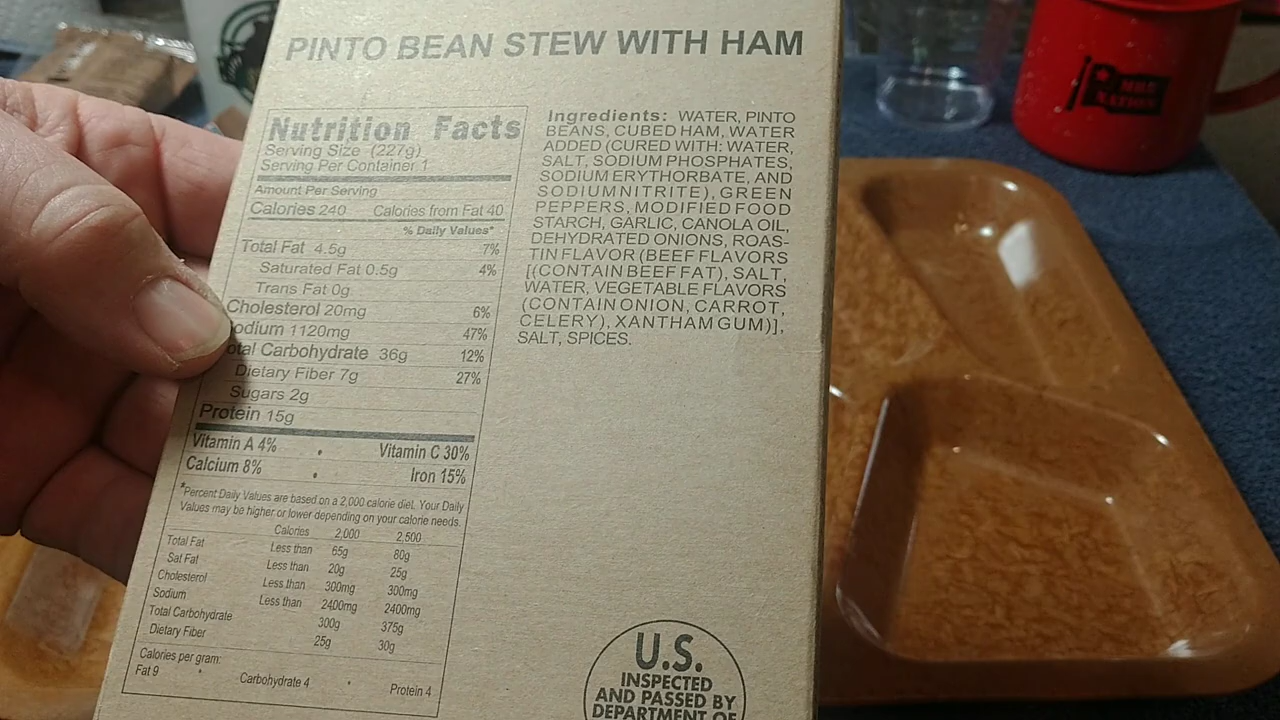 PINTO BEAN STEW WITH HAM
Nutrition Facts
Serving Size (227g)
Serving Per Container 1
Amount Per Serving
Calories 240 Calories from Fat 40
% Daily Values*
Total Fat 4.5g 7%
Saturated Fat 0.5g 4%
Trans Fat 0g
Cholesterol 20mg 6%
odium 1120mg 47%
otal Carbohydrate 36g 12%
Dietary Fiber 7g 27%
Sugars 2g
Protein 15g
Vitamin A 4% • Vitamin C 30%
Calcium 8% • Iron 15%
*Percent Daily Values are based on a 2,000 calorie diet. Your Daily
Values may be higher or lower depending on your calorie needs.
Calories 2,000 2,500
Total Fat Less than 65g 80g
Sat Fat Less than 20g 25g
Cholesterol Less than 300mg 300mg
Sodium Less than 2400mg 2400mg
Total Carbohydrate 300g 375g
Dietary Fiber 25g 30g
Calories per gram:
Fat 9 • Carbohydrate 4 • Protein 4
Ingredients: WATER, PINTO
BEANS, CUBED HAM, WATER
ADDED (CURED WITH: WATER,
SALT, SODIUM PHOSPHATES,
SODIUM ERYTHORBATE, AND
SODIUM NITRITE), GREEN
PEPPERS, MODIFIED FOOD
STARCH, GARLIC, CANOLA OIL,
DEHYDRATED ONIONS, ROAS-
TIN FLAVOR (BEEF FLAVORS
[(CONTAIN BEEF FAT), SALT,
WATER, VEGETABLE FLAVORS
(CONTAIN ONION, CARROT,
CELERY), XANTHAM GUM)],
SALT, SPICES.
U.S.
INSPECTED
AND PASSED BY
DEPARTMENT OF
MRE
NATION